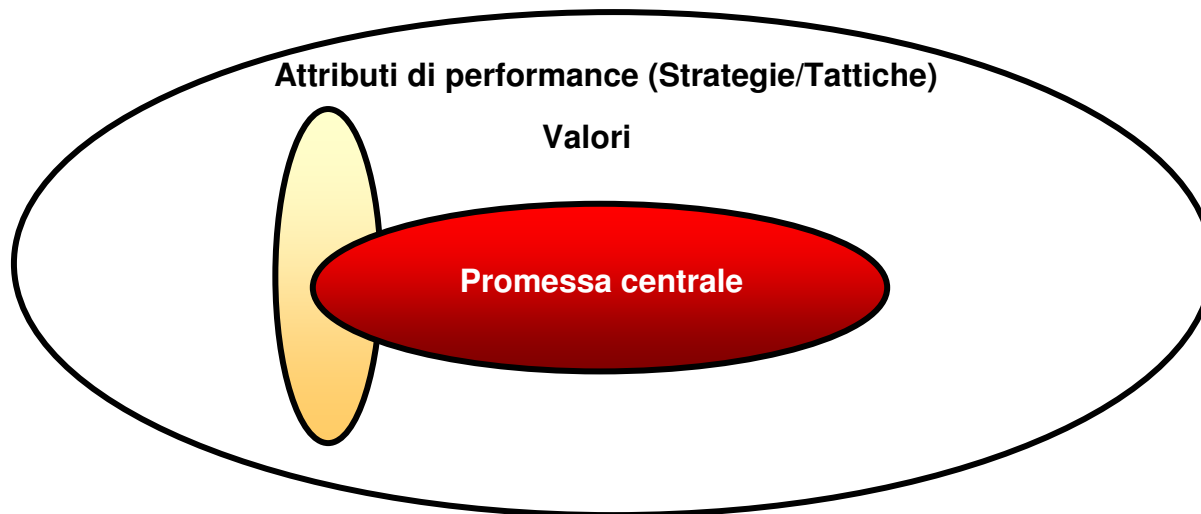 Attributi di performance (Strategie/Tattiche)
Valori
Promessa centrale